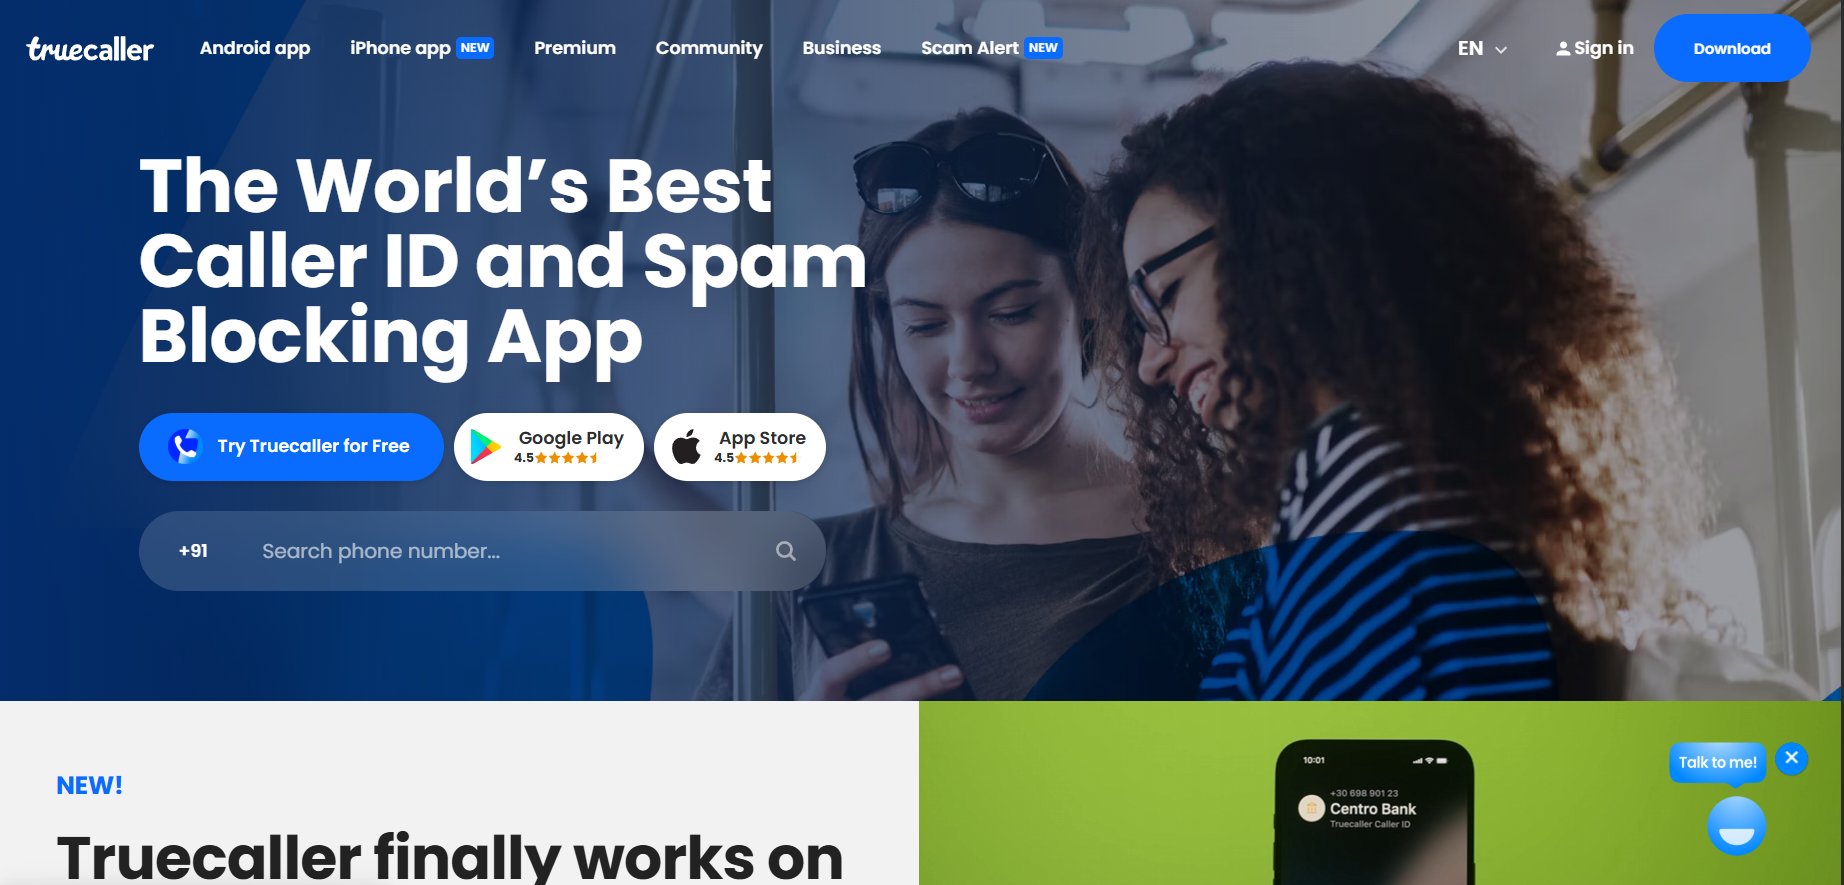 truecaller
Android app
iPhone app NEW
Premium
Community
Business
Scam Alert NEW
EN
Sign in
Download
The World’s Best
Caller ID and Spam
Blocking App
Try Truecaller for Free
Google Play
4.5
App Store
4.5
+91
Search phone number...
NEW!
Truecaller finally works on
10:01
+30 698 901 23
Centro Bank
Truecaller Caller ID
Talk to me!